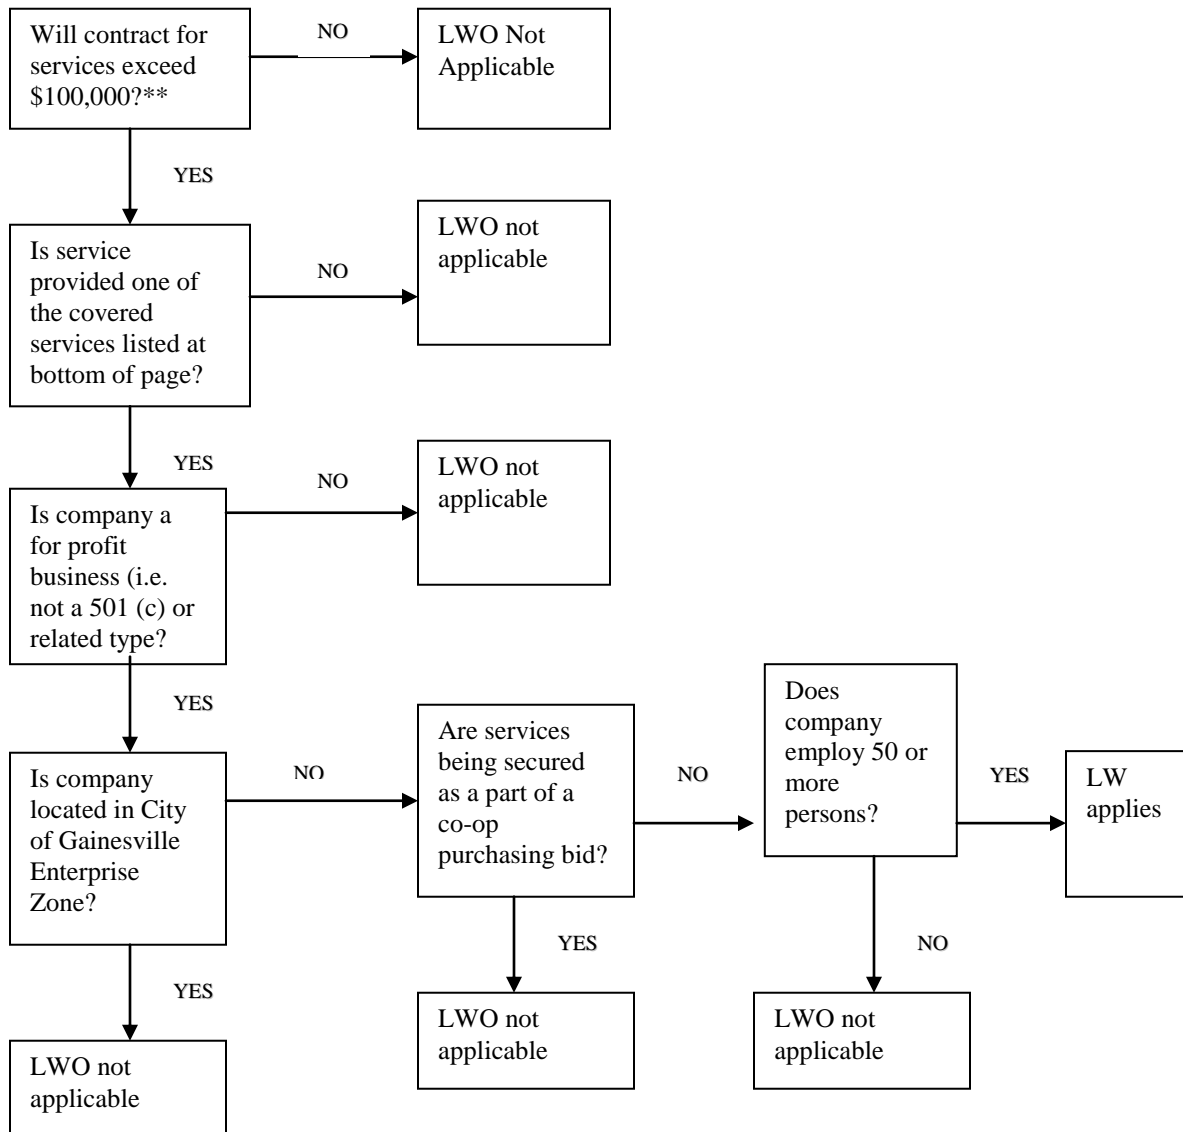 Will contract for
services exceed
$100,000?**
NO
LWO Not
Applicable
YES
Is service
provided one of
the covered
services listed at
bottom of page?
NO
LWO not
applicable
YES
Is company a
for profit
business (i.e.
not a 501 (c) or
related type?
NO
LWO not
applicable
YES
Is company
located in City
of Gainesville
Enterprise
Zone?
NO
Are services
being secured
as a part of a
co-op
purchasing bid?
NO
Does
company
employ 50 or
more
persons?
YES
LW
applies
YES
LWO not
applicable
YES
LWO not
applicable
NO
LWO not
applicable